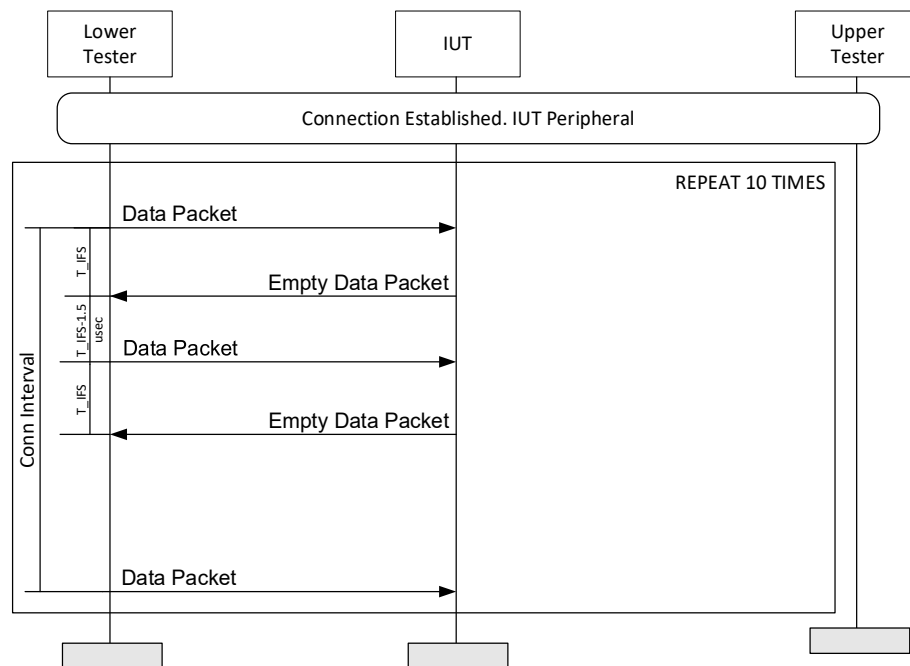 Lower
Tester
IUT
Upper
Tester
Connection Established. IUT Peripheral
REPEAT 10 TIMES
Data Packet
T_IFS
Empty Data Packet
T_IFS-1.5
usec
Data Packet
Conn Interval
T_IFS
Empty Data Packet
Data Packet